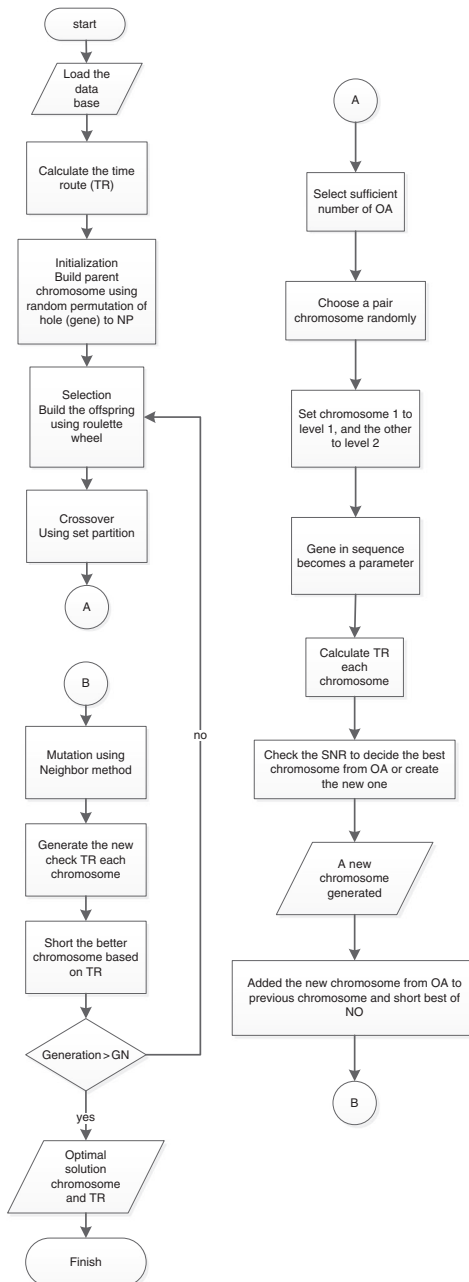 start
Load the
data
base
Calculate the time
route (TR)
Initialization
Build parent
chromosome using
random permutation of
hole (gene) to NP
Selection
Build the offspring
using roulette
wheel
Crossover
Using set partition
A
B
Mutation using
Neighbor method
Generate the new
check TR each
chromosome
Short the better
chromosome based
on TR
Generation>GN
no
yes
Optimal
solution
chromosome
and TR
Finish
A
Select sufficient
number of OA
Choose a pair
chromosome randomly
Set chromosome 1 to
level 1, and the other
to level 2
Gene in sequence
becomes a parameter
Calculate TR
each
chromosome
Check the SNR to decide the best
chromosome from OA or create
the new one
A new
chromosome
generated
Added the new chromosome from OA to
previous chromosome and short best of
NO
B